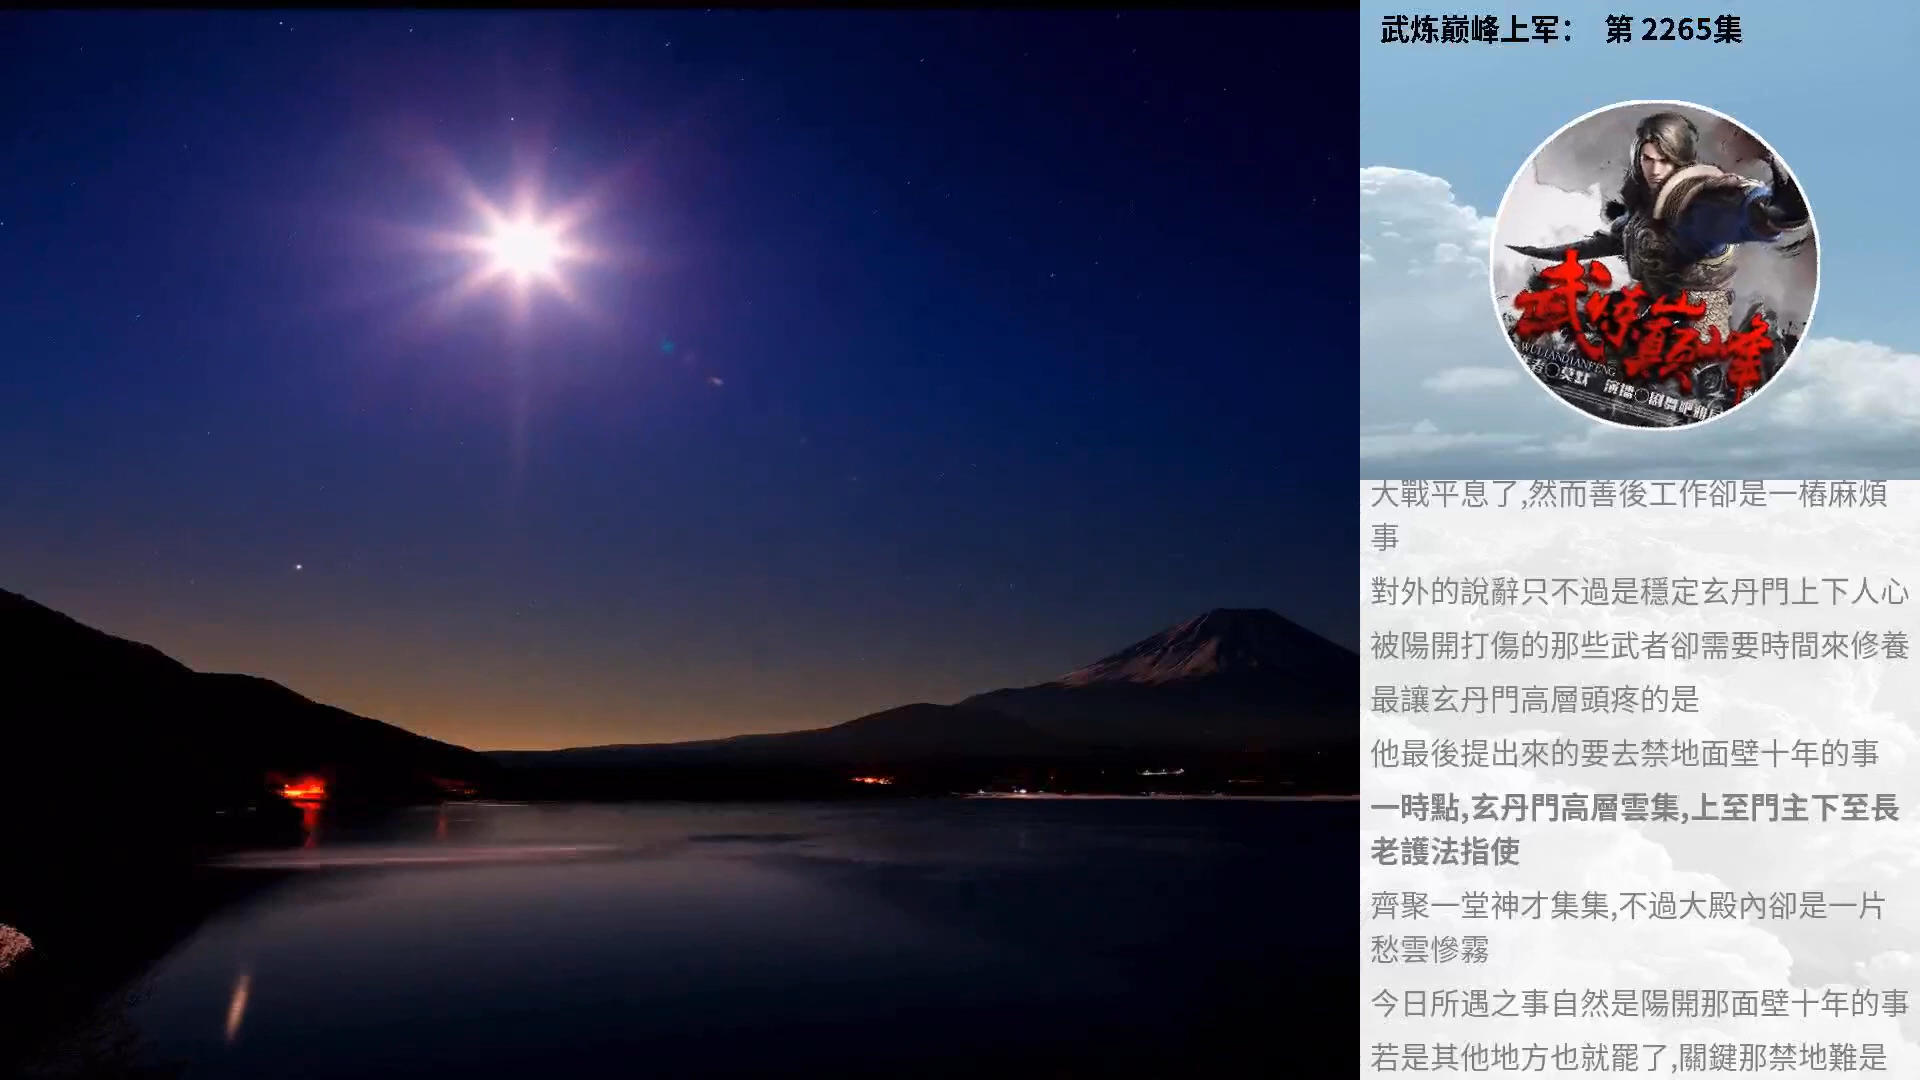 武炼巅峰上军： 第 2265集
武炼巅峰
WULIANDIANFENG
大戰平息了,然而善後工作卻是一樁麻煩
事
對外的說辭只不過是穩定玄丹門上下人心
被陽開打傷的那些武者卻需要時間來修養
最讓玄丹門高層頭疼的是
他最後提出來的要去禁地面壁十年的事
一時點,玄丹門高層雲集,上至門主下至長
老護法指使
齊聚一堂神才集集,不過大殿內卻是一片
愁雲慘霧
今日所遇之事自然是陽開那面壁十年的事
若是其他地方也就罷了,關鍵那禁地難是